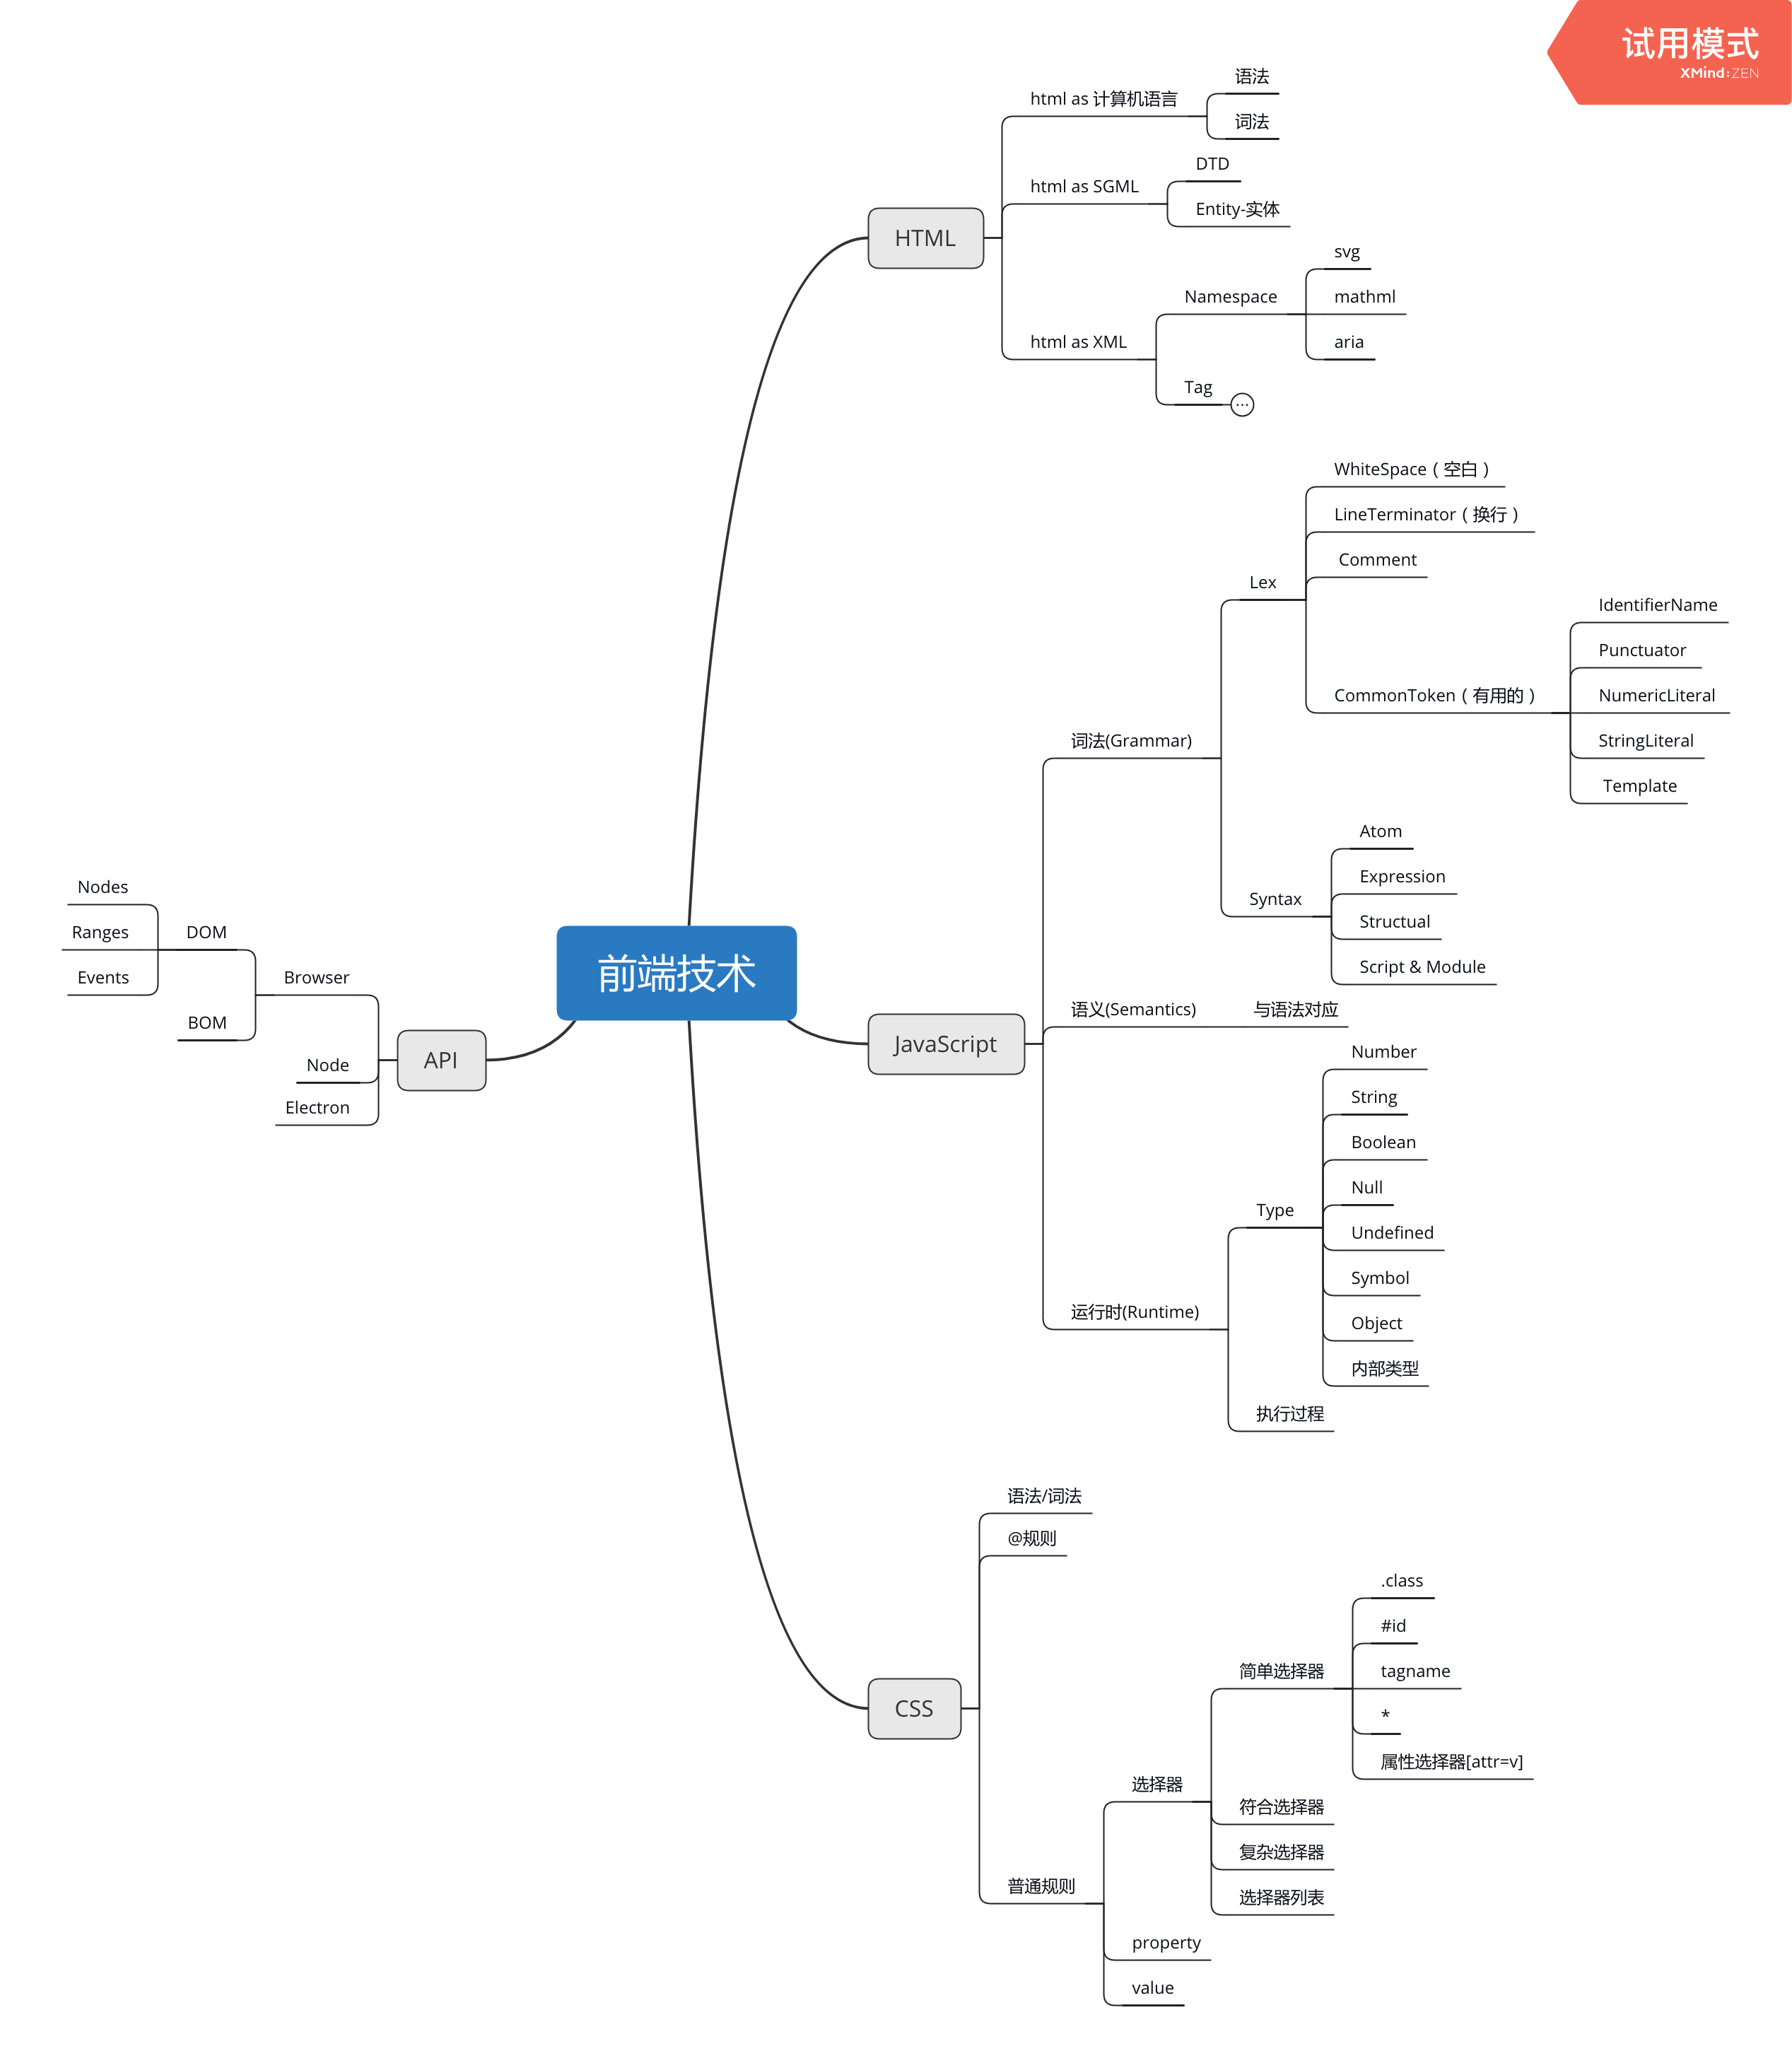 试用模式
XMind:ZEN
前端技术
HTML
html as 计算机语言
语法
词法
html as SGML
DTD
Entity-实体
html as XML
Namespace
svg
mathml
aria
Tag
...
JavaScript
词法(Grammar)
Lex
WhiteSpace（空白）
LineTerminator（换行）
Comment
CommonToken（有用的）
IdentifierName
Punctuator
NumericLiteral
StringLiteral
Template
Syntax
Atom
Expression
Structual
Script & Module
语义(Semantics)
与语法对应
运行时(Runtime)
Type
Number
String
Boolean
Null
Undefined
Symbol
Object
内部类型
执行过程
CSS
语法/词法
@规则
普通规则
选择器
简单选择器
.class
#id
tagname
*
属性选择器[attr=v]
符合选择器
复杂选择器
选择器列表
property
value
API
Browser
DOM
Nodes
Ranges
Events
BOM
Node
Electron